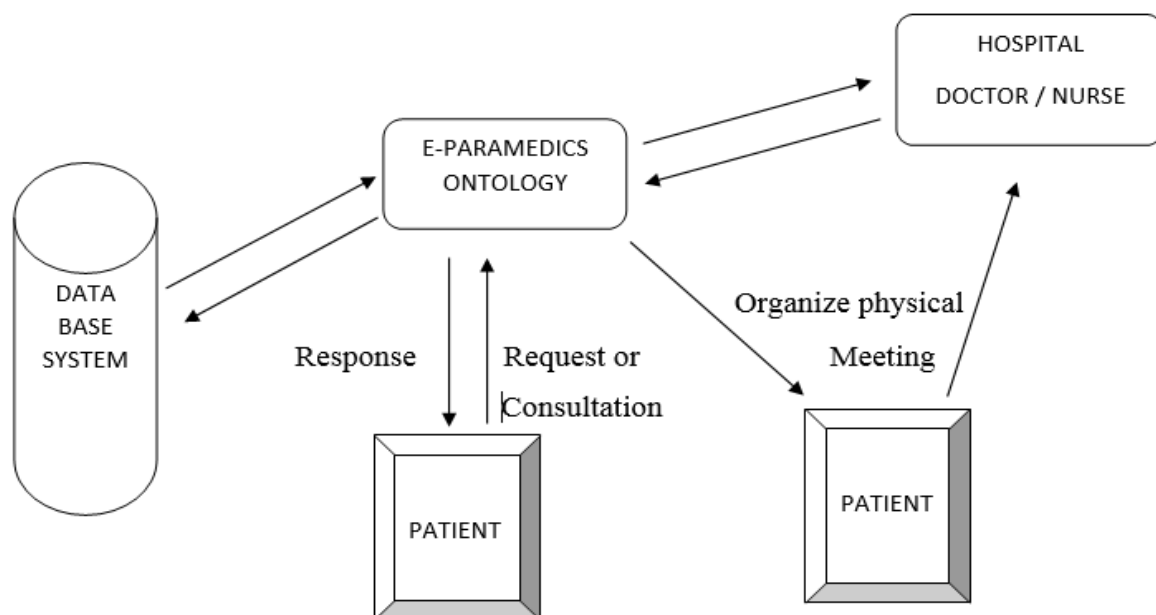 HOSPITAL
DOCTOR / NURSE
E-PARAMEDICS
ONTOLOGY
DATA
BASE
SYSTEM
Response
Request or
Consultation
Organize physical
Meeting
PATIENT
PATIENT